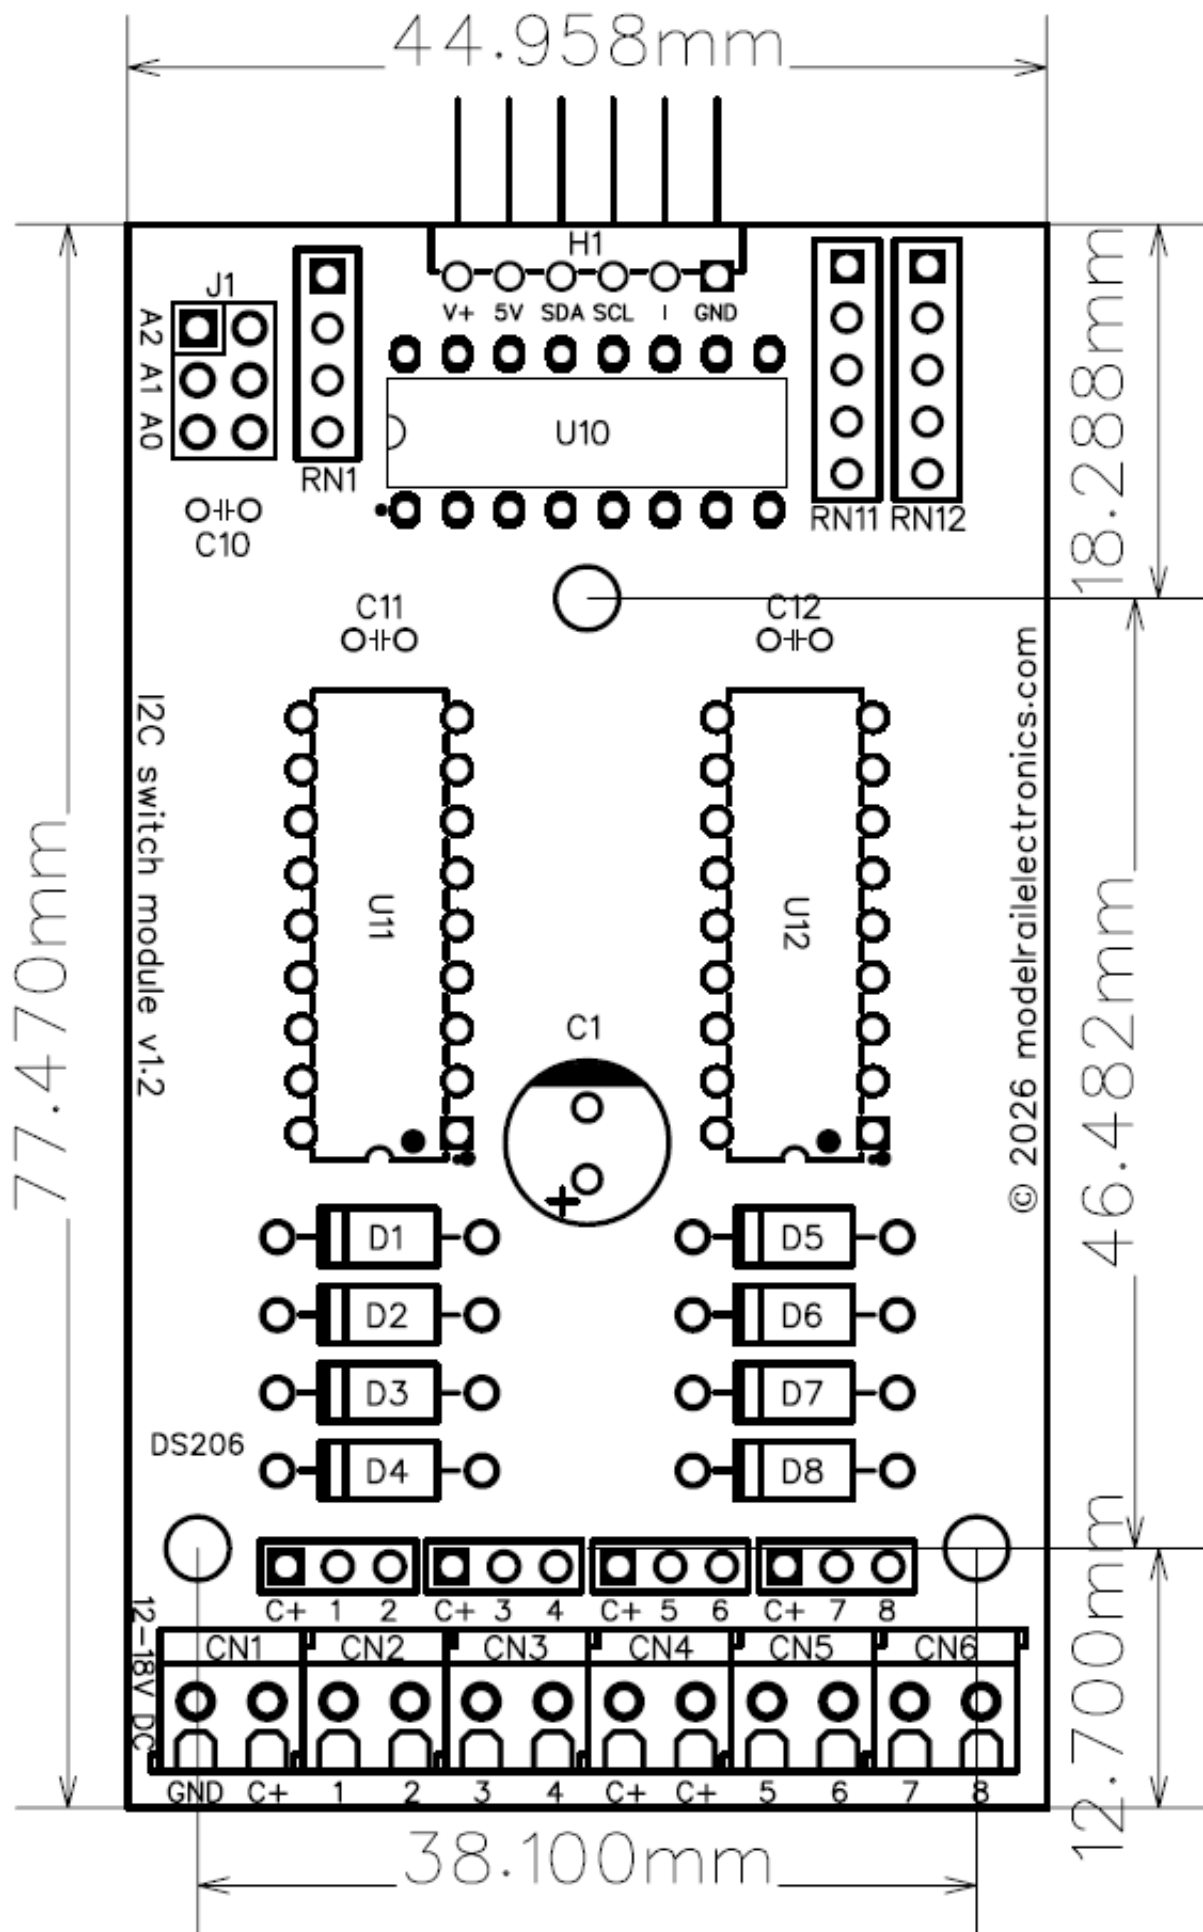 44.958mm
H1
V+ 5V SDA SCL I GND
J1
A2
A1
A0
RN1
U10
RN11 RN12
18.288mm
C10
C11
C12
I2C switch module v1.2
© 2026 modelrailelectronics.com
77.470mm
46.482mm
U11
U12
C1
+
D1
D5
D2
D6
D3
D7
DS206
D4
D8
C+ 1 2 C+ 3 4 C+ 5 6 C+ 7 8
12-18V DC
CN1 CN2 CN3 CN4 CN5 CN6
GND C+ 1 2 3 4 C+ C+ 5 6 7 8
12.700mm
38.100mm